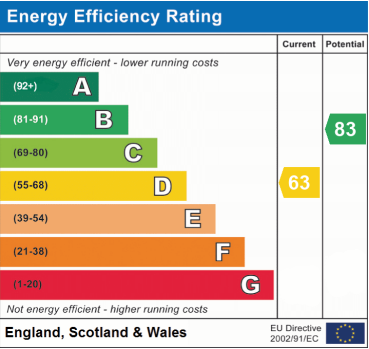 Energy Efficiency Rating
Current Potential
Very energy efficient - lower running costs
(92+) A
(81-91) B
83
(69-80) C
(55-68) D
63
(39-54) E
(21-38) F
(1-20) G
Not energy efficient - higher running costs
England, Scotland & Wales
EU Directive
2002/91/EC